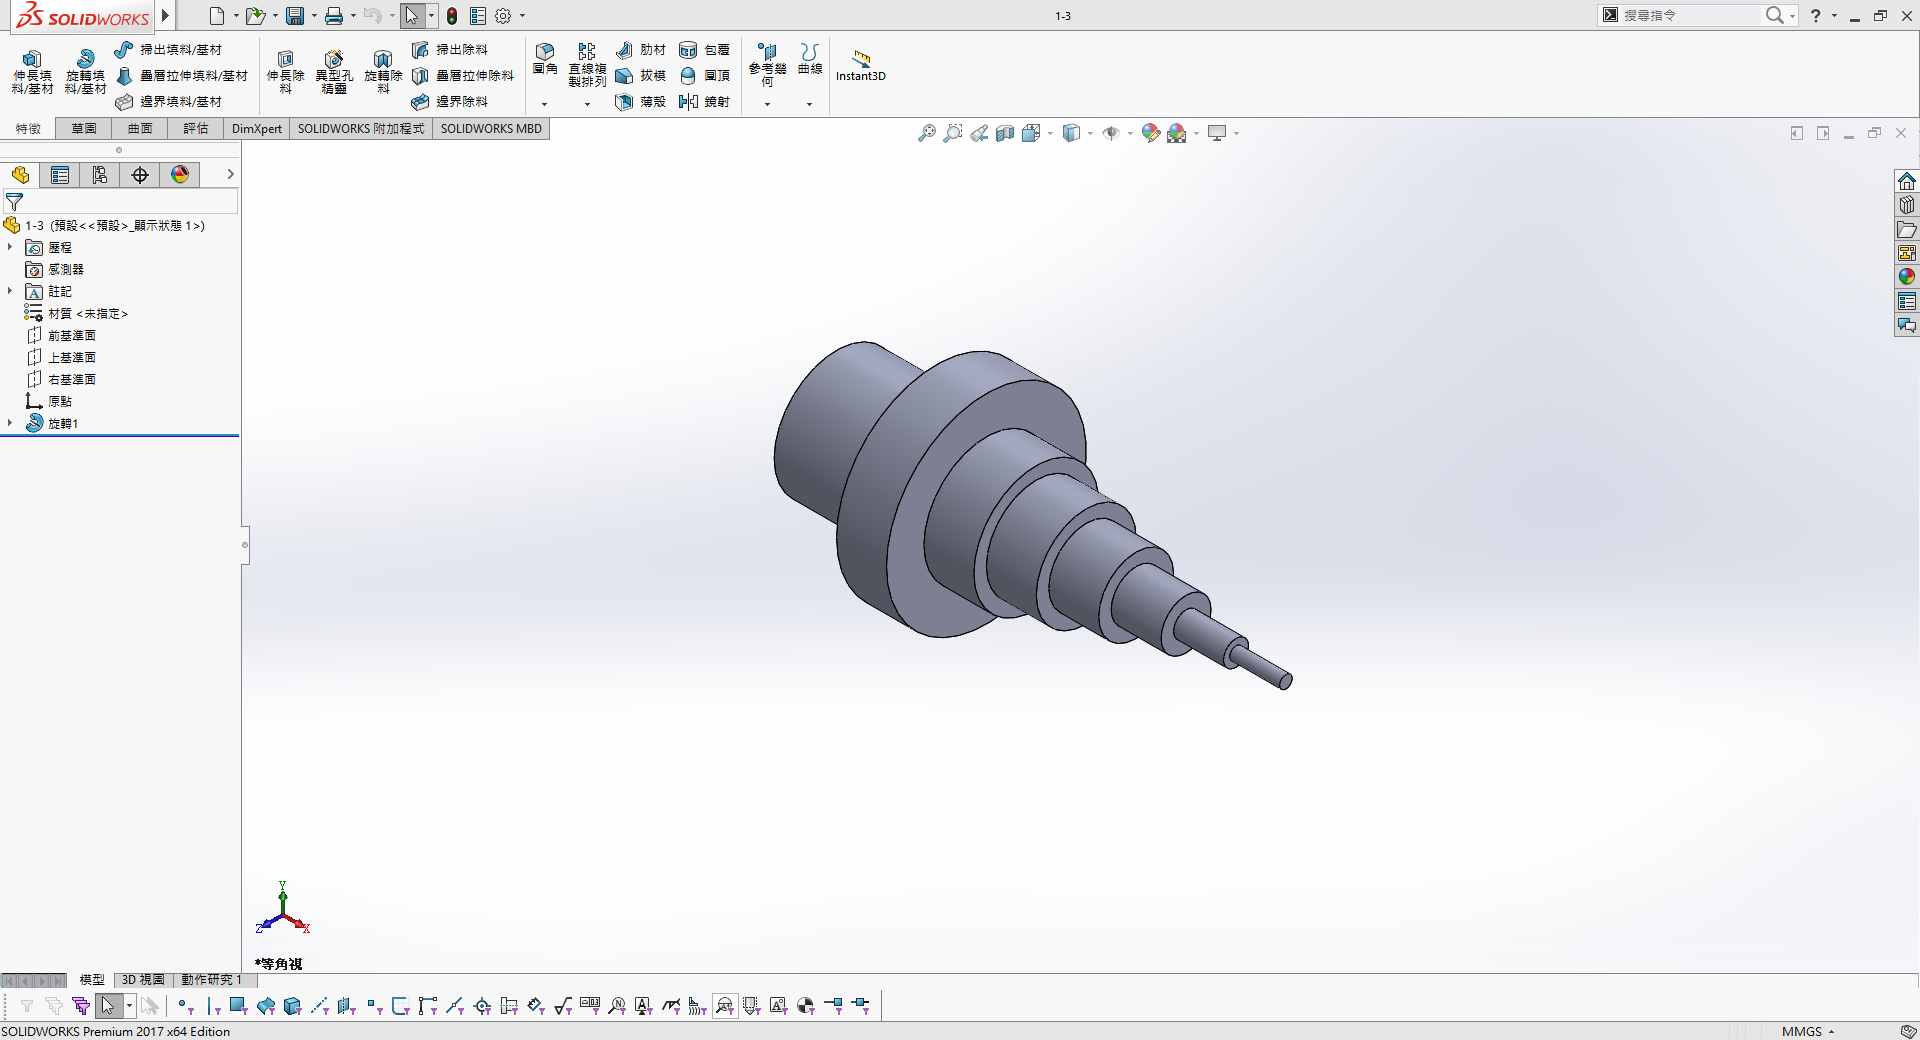 SOLIDWORKS
1-3
搜尋指令
伸長填料/基材
旋轉填料/基材
掃出填料/基材
疊層拉伸填料/基材
邊界填料/基材
伸長除料
異型孔精靈
旋轉除料
掃出除料
疊層拉伸除料
邊界除料
圓角
直線複製排列
肋材
拔模
薄殼
包覆
圓頂
鏡射
參考幾何
曲線
Instant3D
特徵
草圖
曲面
評估
DimXpert
SOLIDWORKS 附加程式
SOLIDWORKS MBD
1-3 (預設<<預設>_顯示狀態 1>)
歷程
感測器
註記
材質 <未指定>
前基準面
上基準面
右基準面
原點
旋轉1
Y
Z
X
*等角視
模型
3D 視圖
動作研究 1
SOLIDWORKS Premium 2017 x64 Edition
MMGS